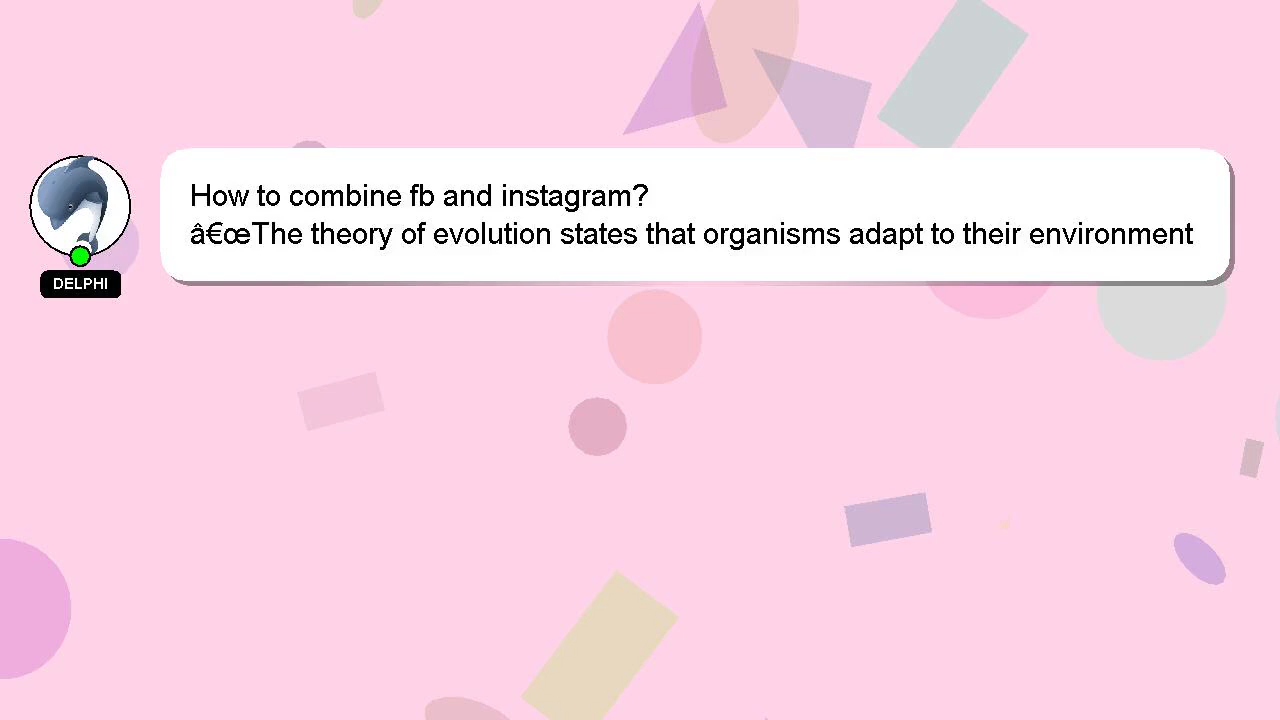 How to combine fb and instagram?
â€œThe theory of evolution states that organisms adapt to their environment
DELPHI